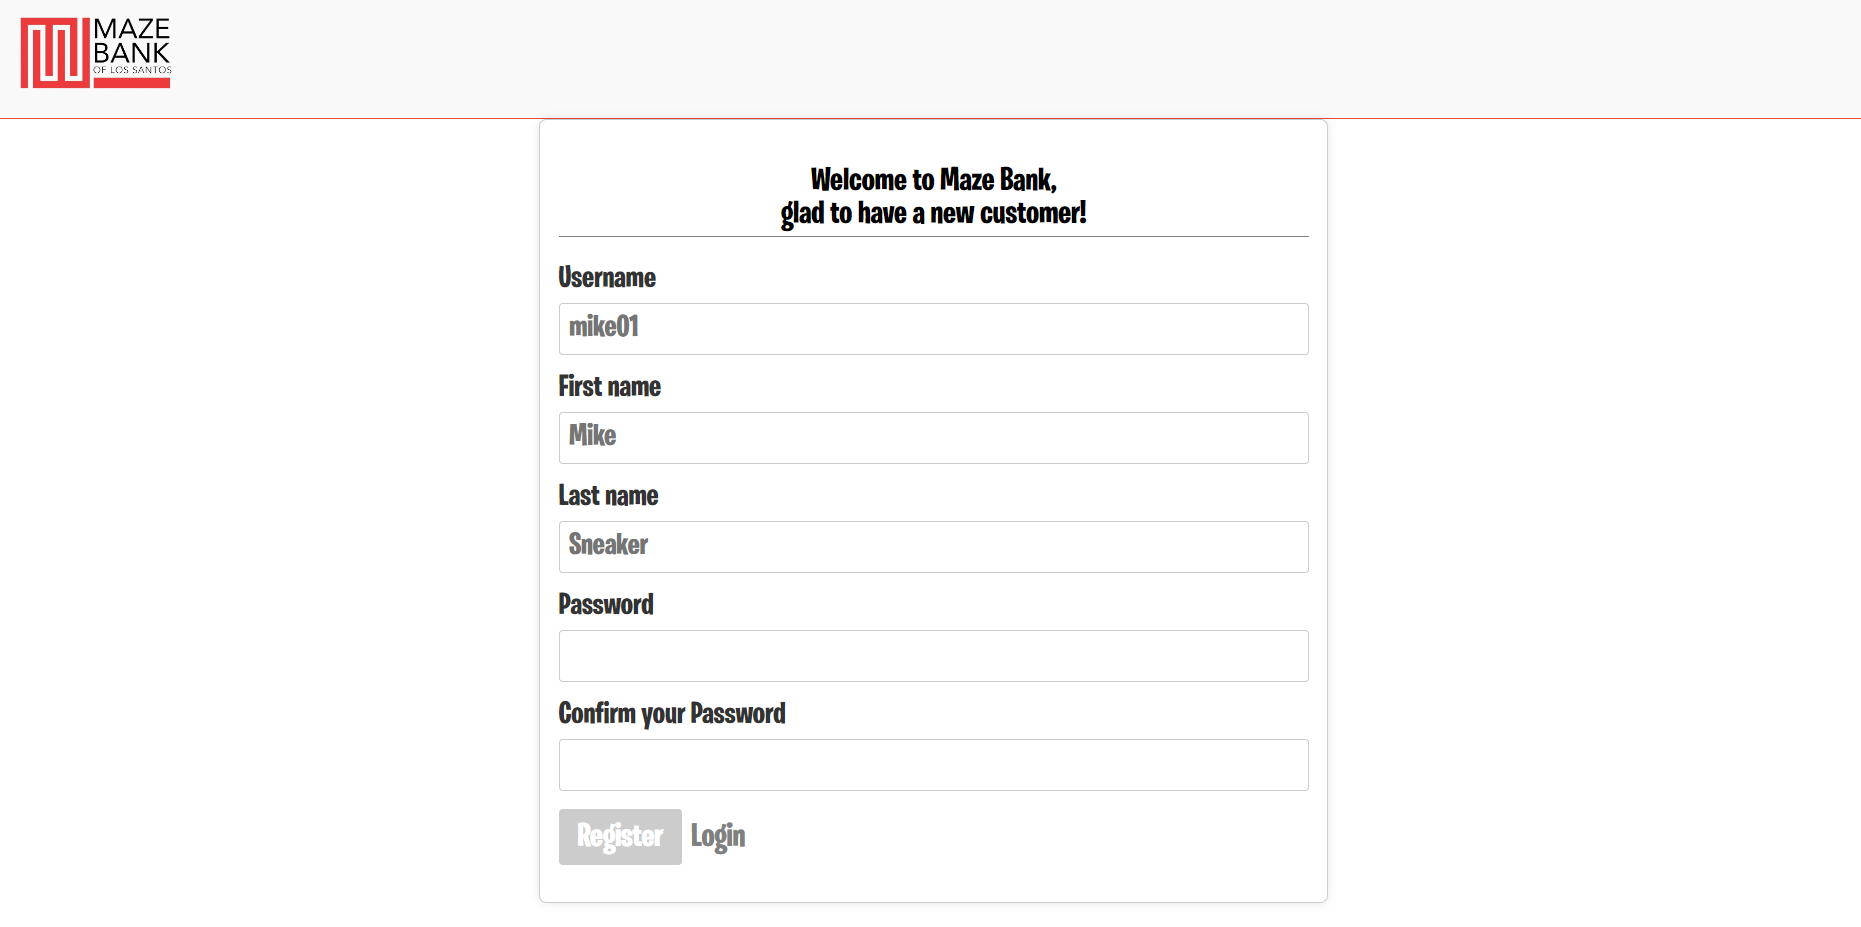 MAZE
BANK
OF LOS SANTOS
Welcome to Maze Bank,
glad to have a new customer!
Username
mike01
First name
Mike
Last name
Sneaker
Password
Confirm your Password
Register Login